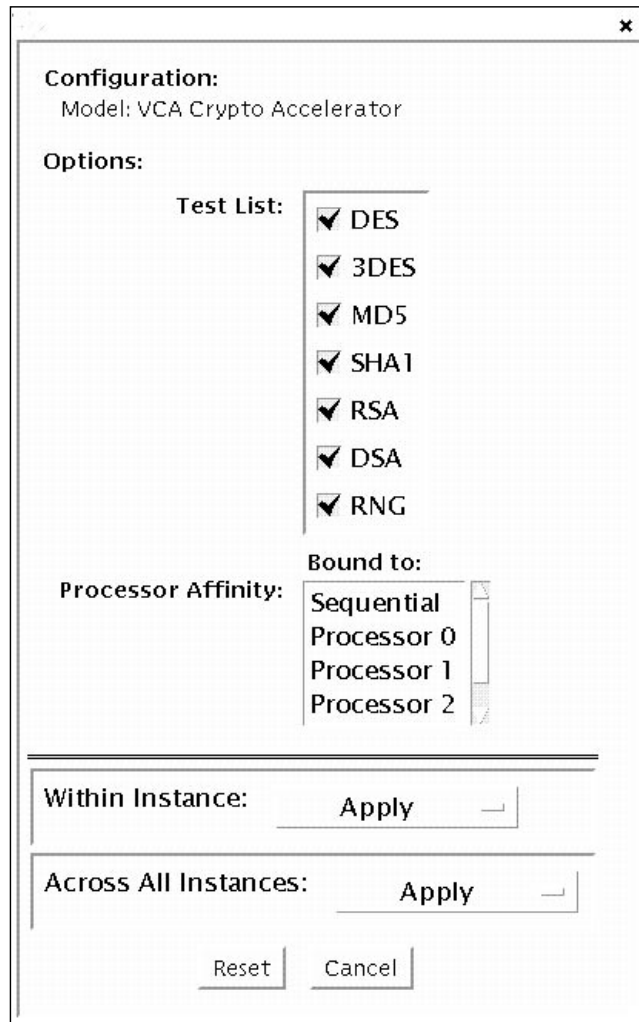 Configuration:
Model: VCA Crypto Accelerator
Options:
Test List:
DES
3DES
MD5
SHA1
RSA
DSA
RNG
Bound to:
Processor Affinity:
Sequential
Processor 0
Processor 1
Processor 2
Within Instance: Apply
Across All Instances: Apply
Reset Cancel